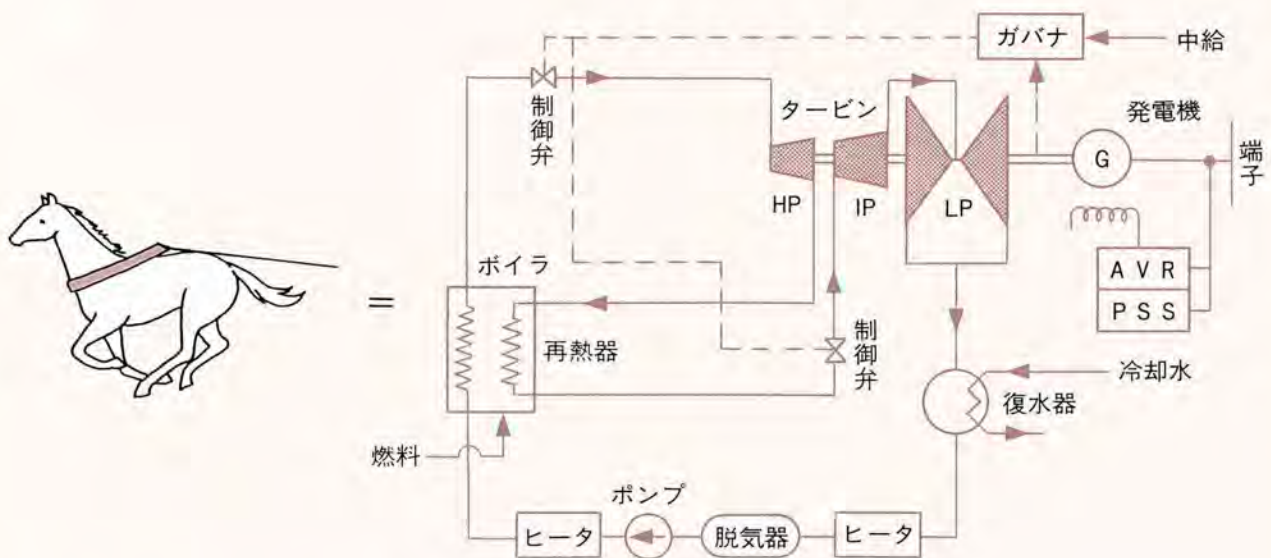 ガバナ
中給
制御弁
タービン
発電機
G
端子
HP
IP
LP
AVR
PSS
ボイラ
再熱器
制御弁
冷却水
復水器
燃料
ポンプ
ヒータ
脱気器
ヒータ
=